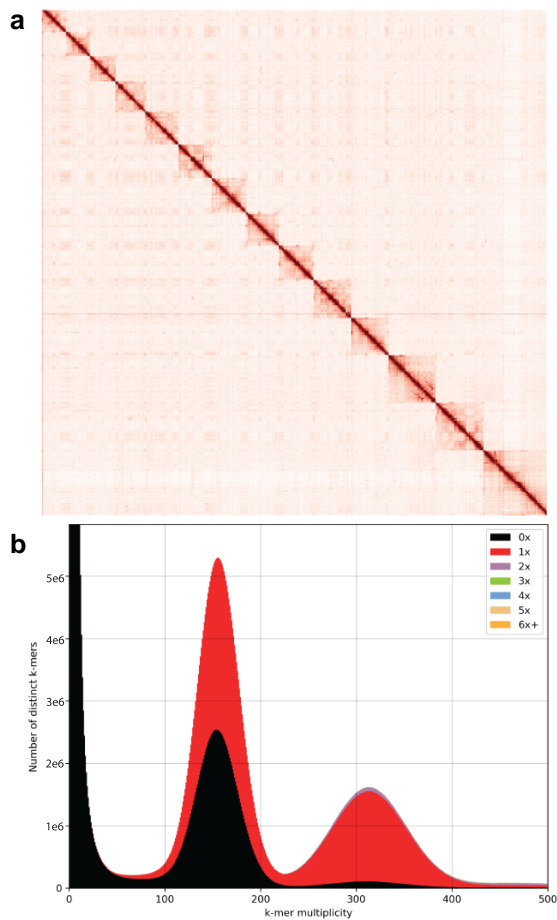 a
b
0x
1x
2x
3x
4x
5x
6x+
5e6
4e6
3e6
2e6
1e6
0
Number of distinct k-mers
0 100 200 300 400 500
k-mer multiplicity